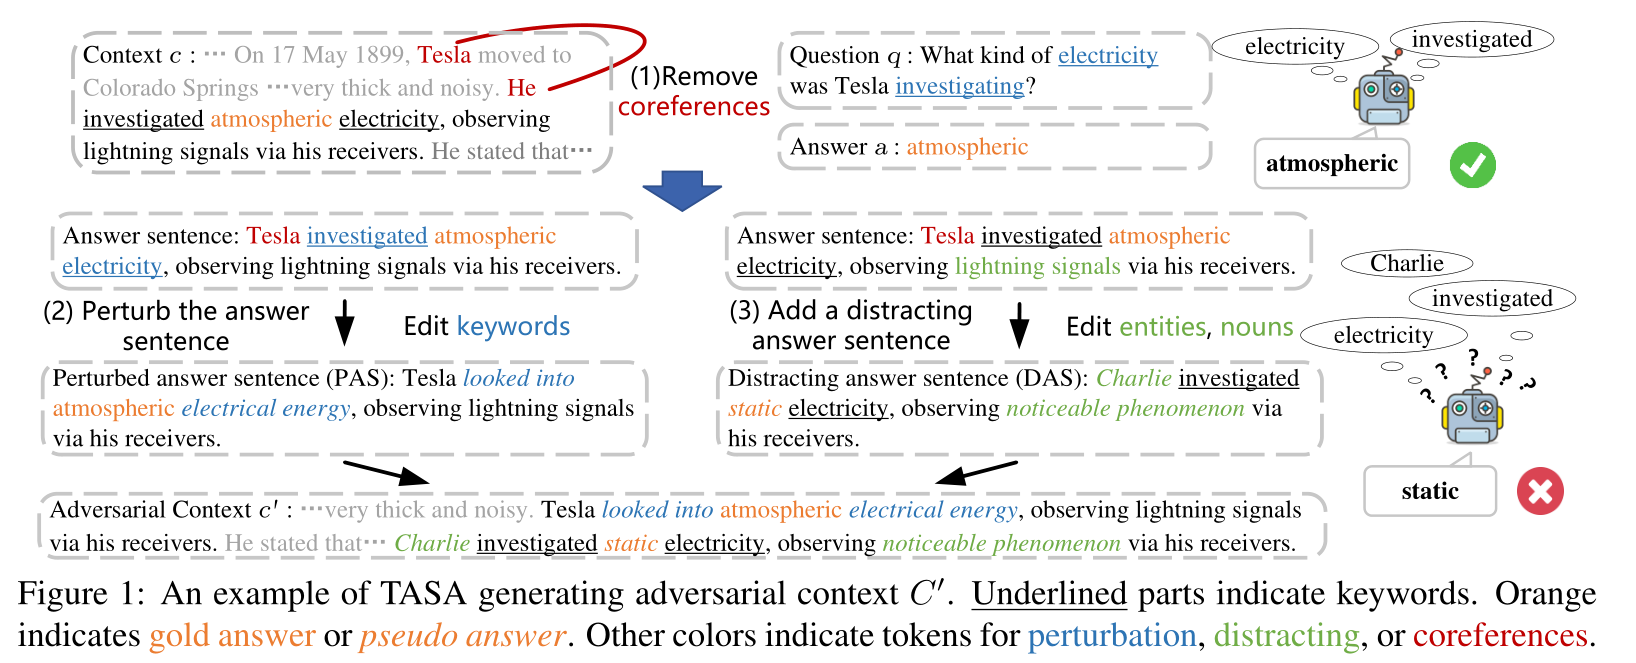 Context c : ··· On 17 May 1899, Tesla moved to
Colorado Springs ···very thick and noisy. He
investigated atmospheric electricity, observing
lightning signals via his receivers. He stated that···
(1)Remove
coreferences
Question q : What kind of electricity
was Tesla investigating?
Answer a : atmospheric
electricity
investigated
atmospheric
Answer sentence: Tesla investigated atmospheric
electricity, observing lightning signals via his receivers.
(2) Perturb the answer
sentence
Edit keywords
Perturbed answer sentence (PAS): Tesla looked into
atmospheric electrical energy, observing lightning signals
via his receivers.
Answer sentence: Tesla investigated atmospheric
electricity, observing lightning signals via his receivers.
(3) Add a distracting
answer sentence
Edit entities, nouns
Distracting answer sentence (DAS): Charlie investigated
static electricity, observing noticeable phenomenon via
his receivers.
Charlie
investigated
electricity
? ? ? ? ?
static
Adversarial Context c′ : ···very thick and noisy. Tesla looked into atmospheric electrical energy, observing lightning signals
via his receivers. He stated that··· Charlie investigated static electricity, observing noticeable phenomenon via his receivers.
Figure 1: An example of TASA generating adversarial context C′. Underlined parts indicate keywords. Orange
indicates gold answer or pseudo answer. Other colors indicate tokens for perturbation, distracting, or coreferences.